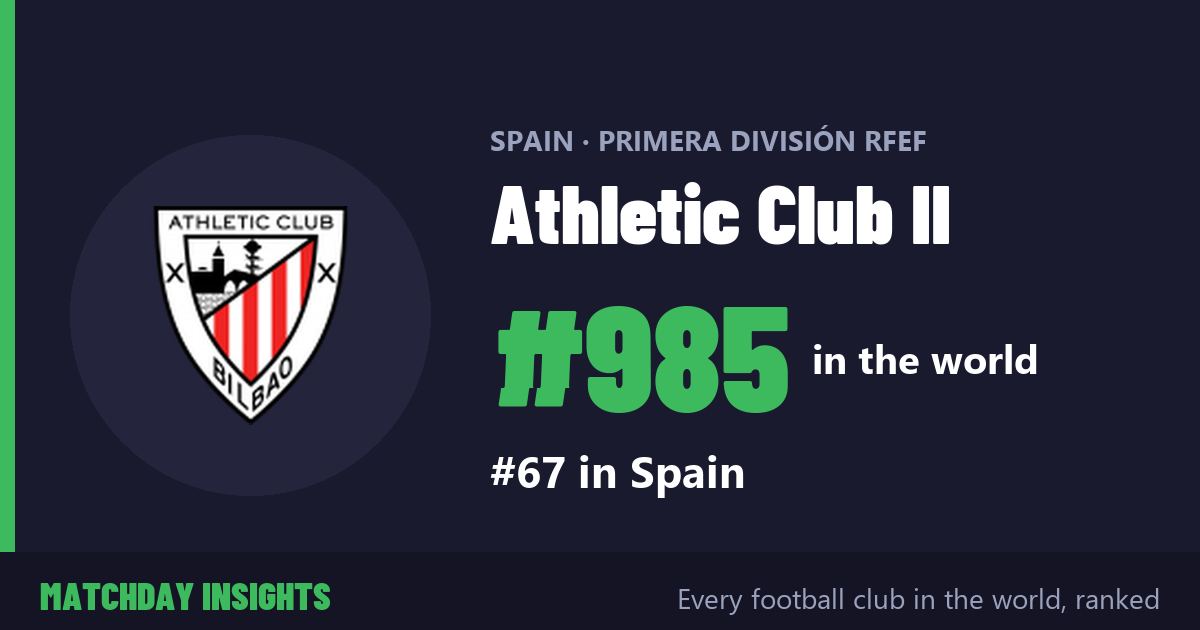 SPAIN · PRIMERA DIVISIÓN RFEF
Athletic Club II
ATHLETIC CLUB
BILBAO
#985 in the world
#67 in Spain
MATCHDAY INSIGHTS
Every football club in the world, ranked